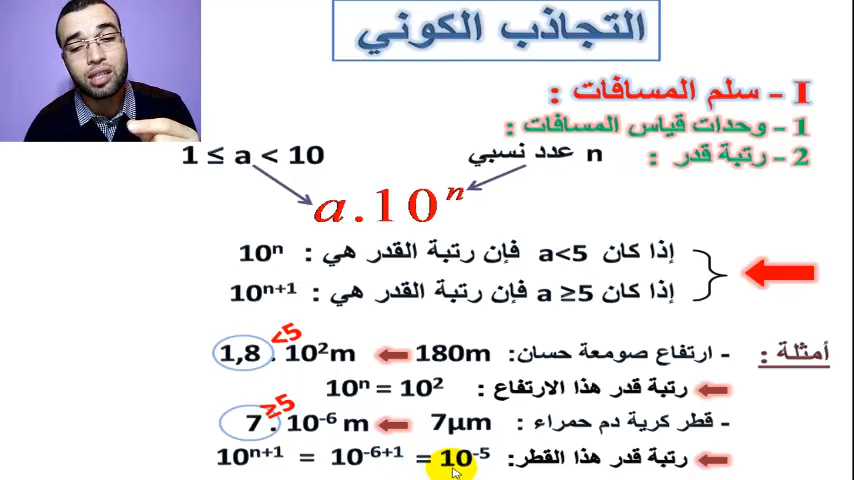 التجاذب الكوني
I - سلم المسافات :
1 - وحدات قياس المسافات :
2 - رتبة قدر :
n عدد نسبي
1 ≤ a < 10
a.10ⁿ
إذا كان a<5 فإن رتبة القدر هي : 10ⁿ
إذا كان a ≥5 فإن رتبة القدر هي : 10ⁿ⁺¹
أمثلة :
- ارتفاع صومعة حسان: 180m 1,8 . 10²m
<5
رتبة قدر هذا الارتفاع : 10ⁿ = 10²
- قطر كرية دم حمراء : 7µm 7 . 10⁻⁶ m
≥5
رتبة قدر هذا القطر: 10ⁿ⁺¹ = 10⁻⁶⁺¹ = 10⁻⁵